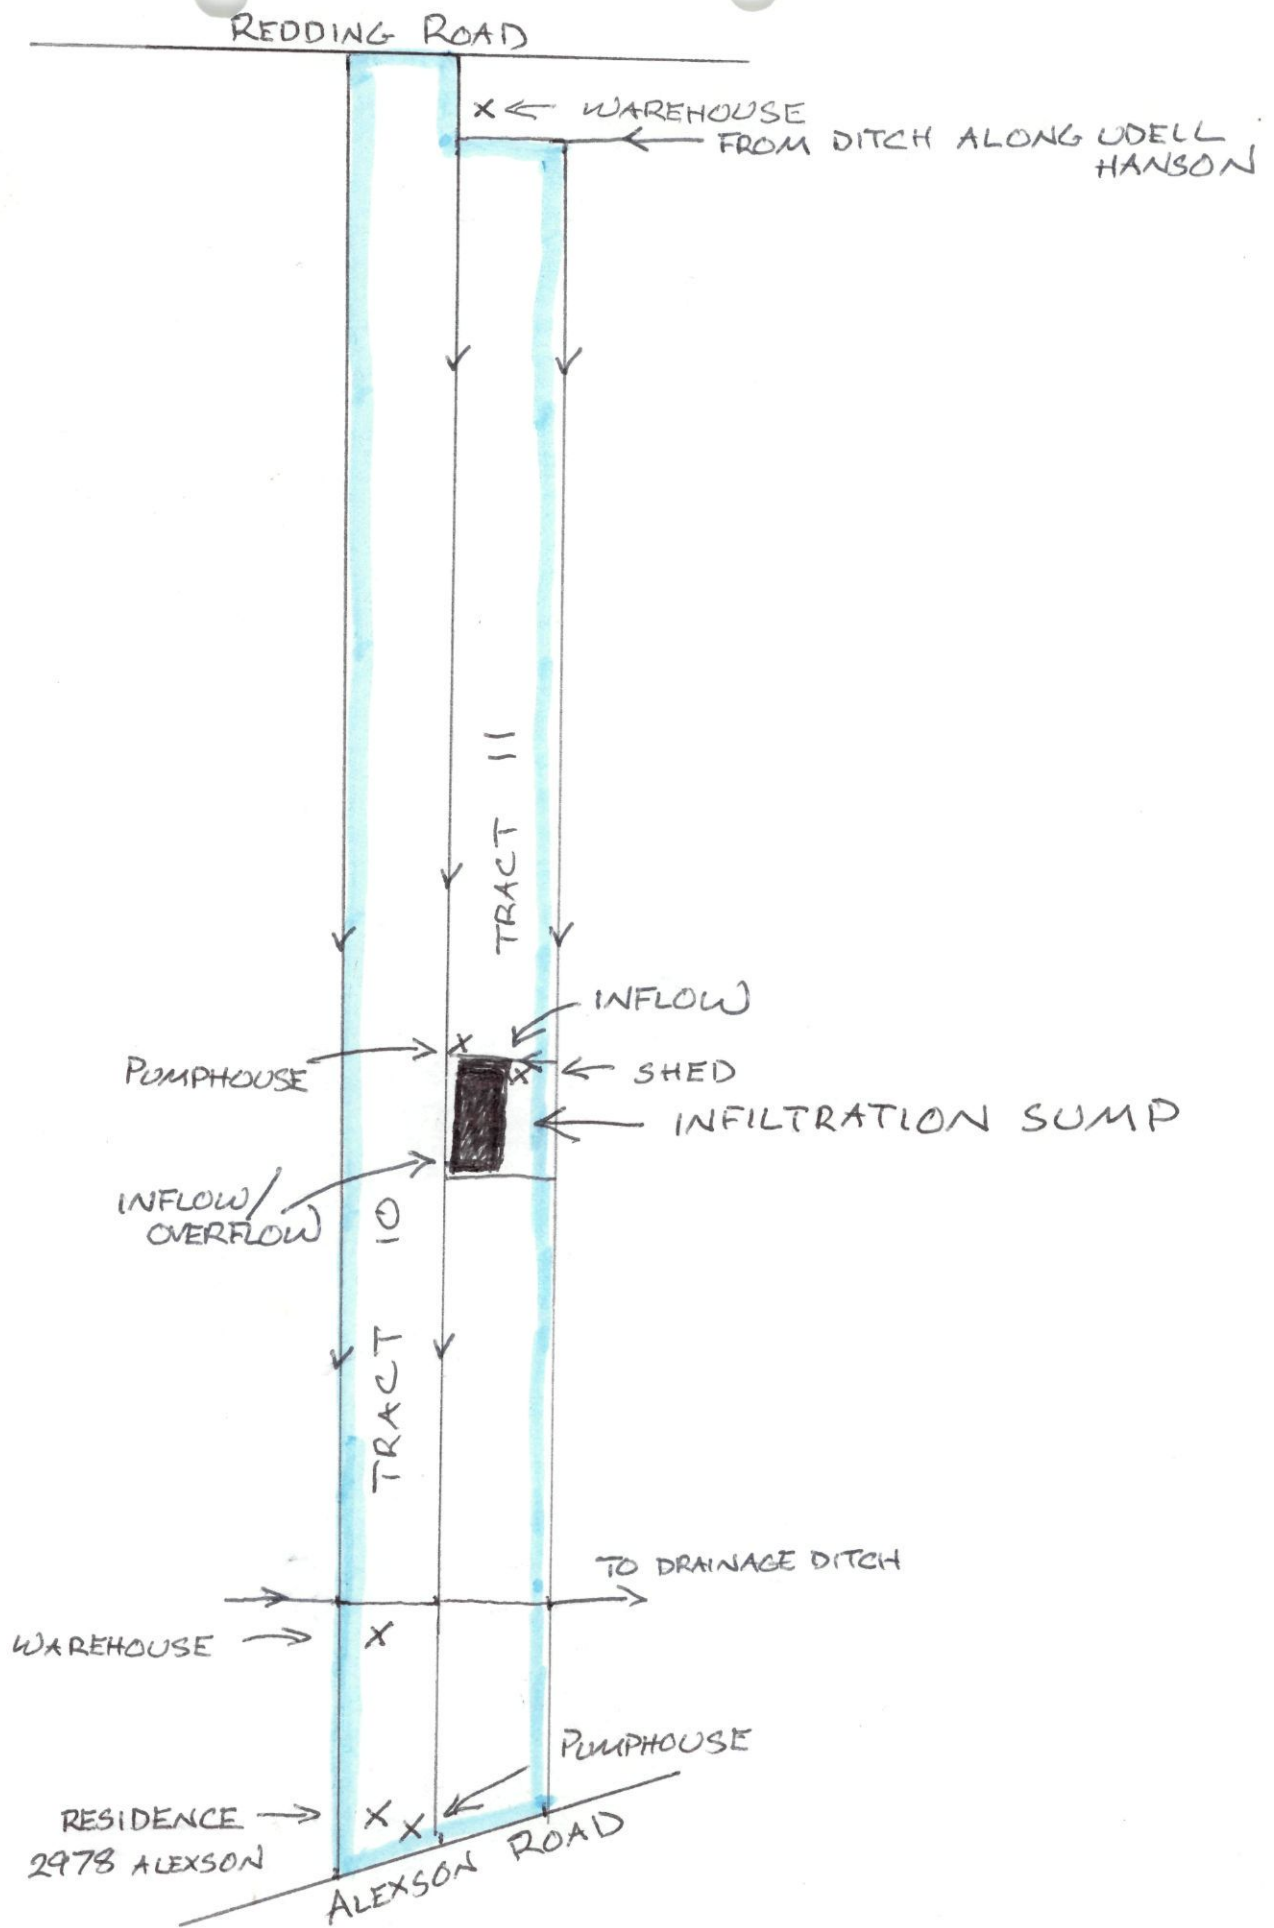 REDDING ROAD
X ← WAREHOUSE
← FROM DITCH ALONG UDELL
HANSON
TRACT 11
INFLOW
X
PUMPHOUSE →
X ← SHED
← INFILTRATION SUMP
INFLOW/
OVERFLOW →
TRACT 10
TO DRAINAGE DITCH
WAREHOUSE → X
PUMPHOUSE
RESIDENCE → X X
2978 ALEXSON
ALEXSON ROAD